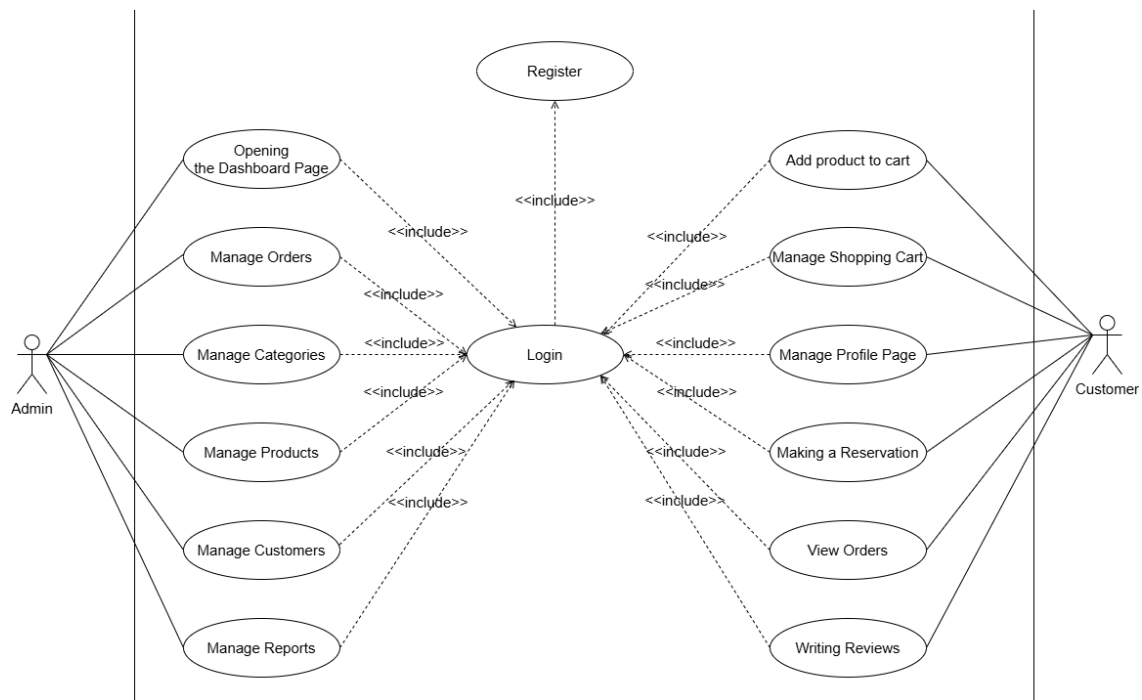 Register
Opening
the Dashboard Page
Add product to cart
<<include>>
<<include>>
<<include>>
Manage Orders
Manage Shopping Cart
<<include>>
<<include>>
Manage Categories
<<include>>
Login
<<include>>
Manage Profile Page
Admin
Customer
<<include>>
<<include>>
Manage Products
<<include>>
Making a Reservation
<<include>>
<<include>>
<<include>>
Manage Customers
View Orders
Manage Reports
Writing Reviews